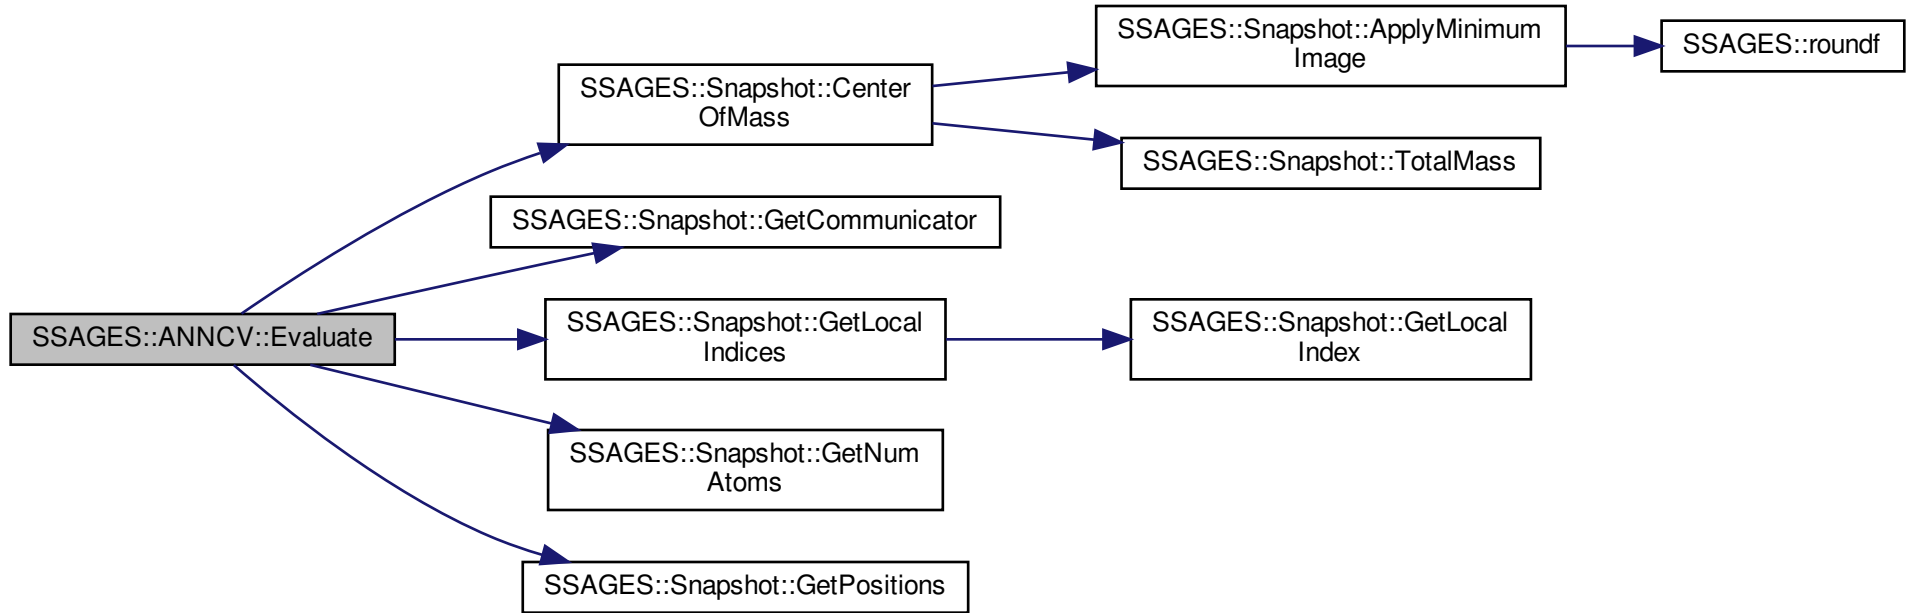 SSAGES::ANNCV::Evaluate
SSAGES::Snapshot::Center
OfMass
SSAGES::Snapshot::ApplyMinimum
Image
SSAGES::roundf
SSAGES::Snapshot::TotalMass
SSAGES::Snapshot::GetCommunicator
SSAGES::Snapshot::GetLocal
Indices
SSAGES::Snapshot::GetLocal
Index
SSAGES::Snapshot::GetNum
Atoms
SSAGES::Snapshot::GetPositions